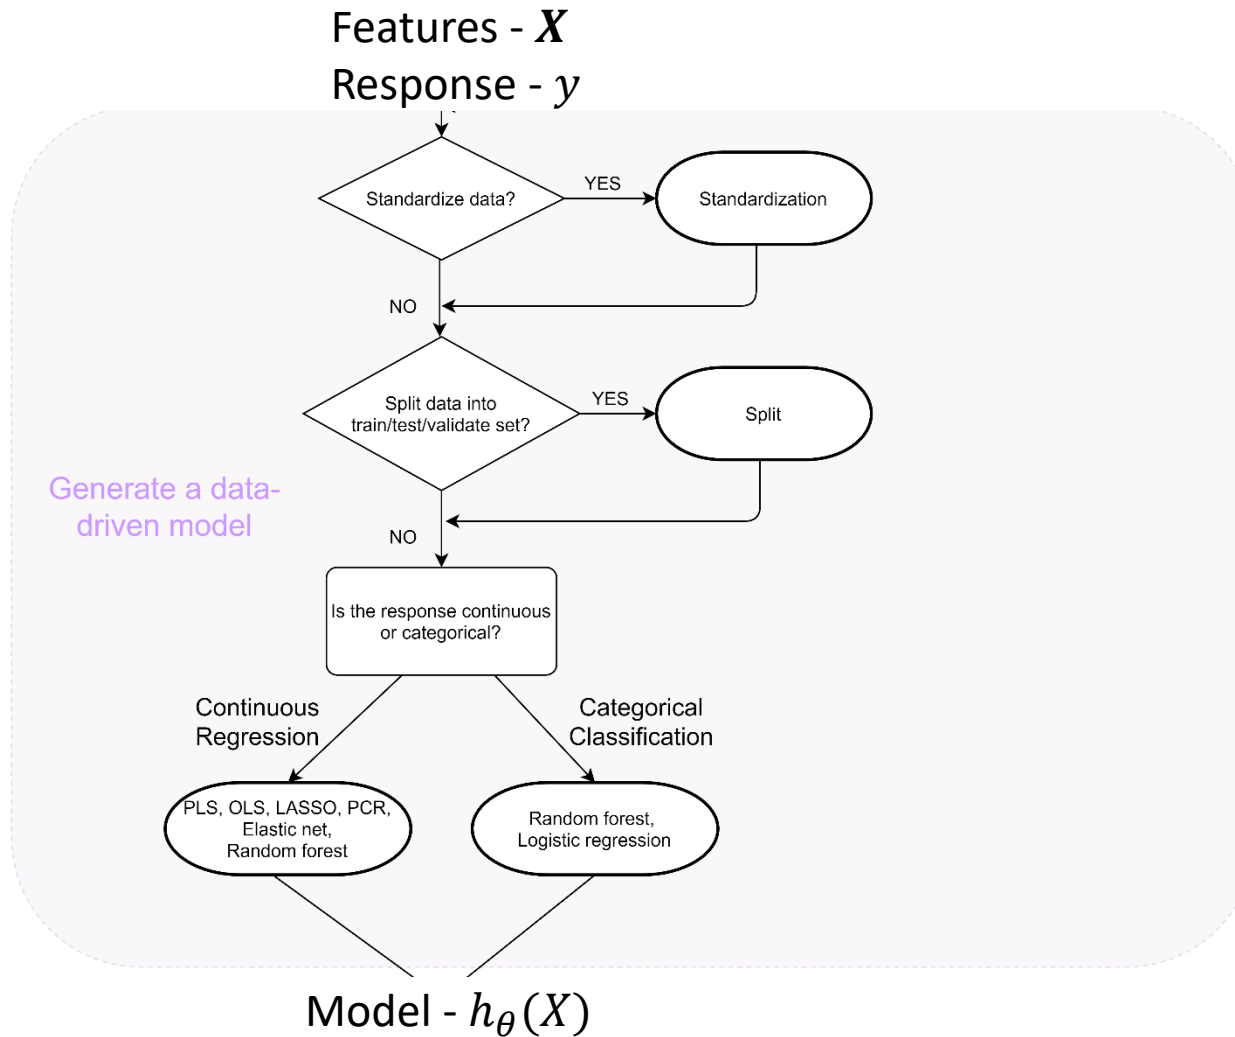 Features - X
Response - y
Standardize data?
YES
Standardization
NO
Split data into
train/test/validate set?
YES
Split
Generate a data-
driven model
NO
Is the response continuous
or categorical?
Continuous
Regression
Categorical
Classification
PLS, OLS, LASSO, PCR,
Elastic net,
Random forest
Random forest,
Logistic regression
Model - hθ(X)